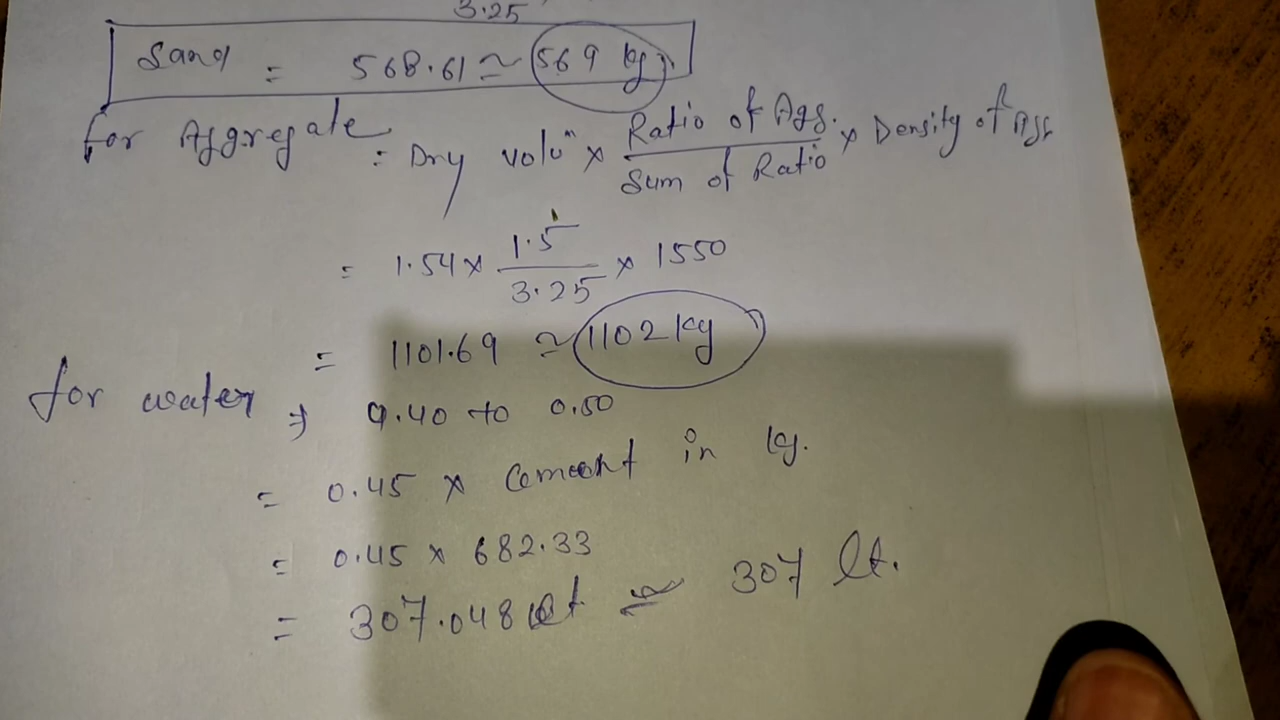 3.25
Sand = 568.61 ≃ 569 kg
for Aggregate = Dry volun × Ratio of Agg. / Sum of Ratio × Density of Agg
= 1.54 × 1.5 / 3.25 × 1550
= 1101.69 ≃ 1102 kg
for water → 0.40 to 0.50
= 0.45 × Cement in kg.
= 0.45 × 682.33
= 307.048 lt ≃ 307 lt.